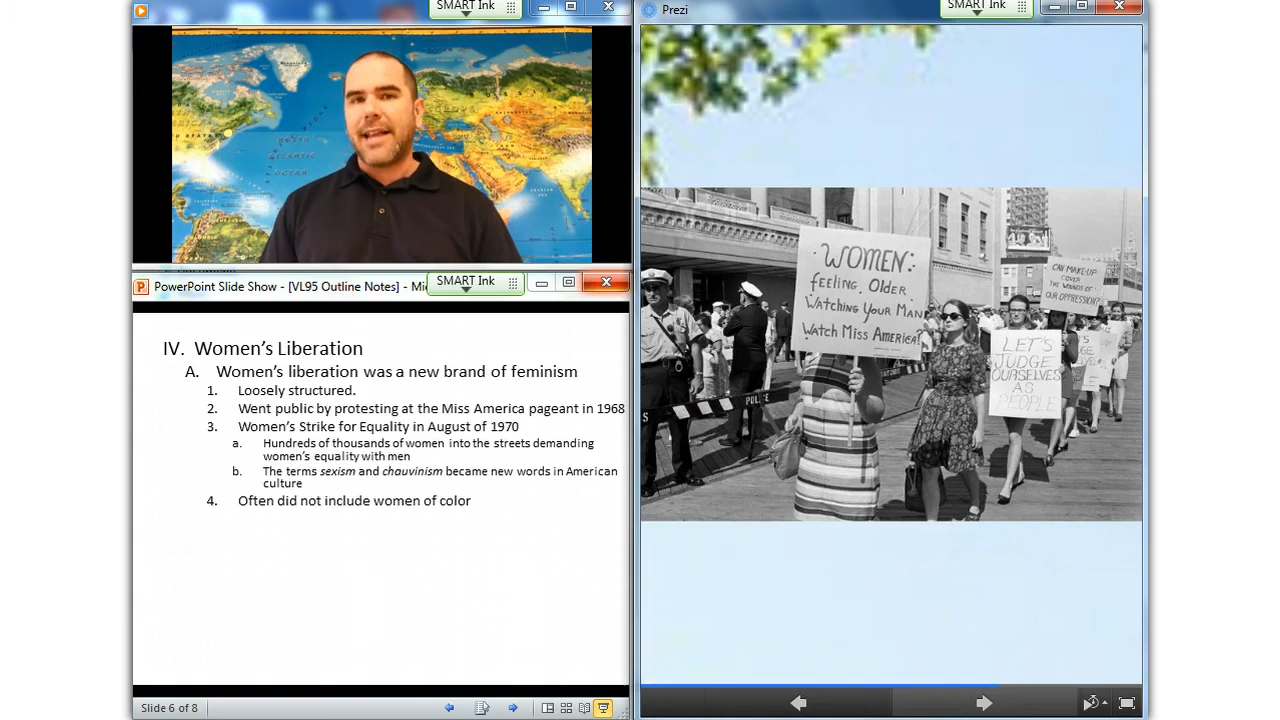 SMART Ink
SOUTH
ATLANTIC
OCEAN
PowerPoint Slide Show - [VL95 Outline Notes] - Mi
SMART Ink
IV. Women's Liberation
A. Women's liberation was a new brand of feminism
1. Loosely structured.
2. Went public by protesting at the Miss America pageant in 1968
3. Women's Strike for Equality in August of 1970
a. Hundreds of thousands of women into the streets demanding
women's equality with men
b. The terms sexism and chauvinism became new words in American
culture
4. Often did not include women of color
Slide 6 of 8
Prezi
SMART Ink
WOMEN:
feeling Older
Watching Your Man
Watch Miss America?
CAN MAKE-UP
COVER
THE WOUNDS OF
OUR OPPRESSION?
LET'S
JUDGE
OURSELVES
AS
PEOPLE
POLICE